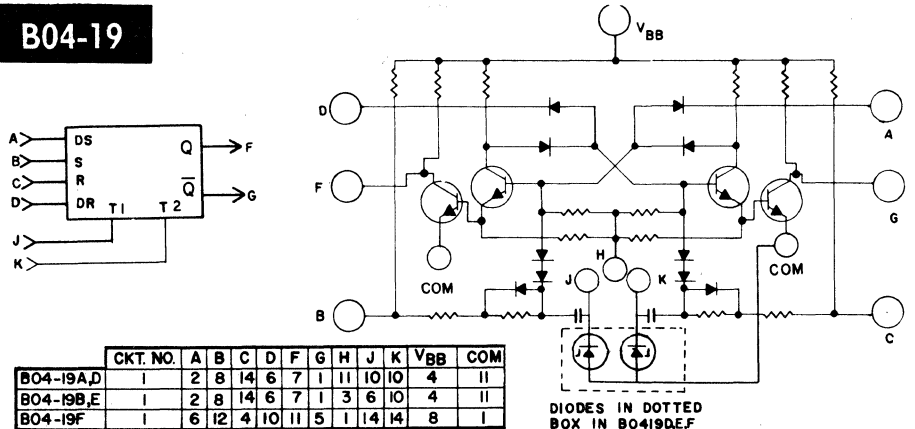 B04-19
VBB
A DS Q F
B S
C R Q̅ G
D DR T1 T2
J
K
D
A
F
G
H
J
K
COM
COM
B
C
CKT. NO. A B C D F G H J K VBB COM
B04-19A,D 1 2 8 14 6 7 1 11 10 10 4 11
B04-19B,E 1 2 8 14 6 7 1 3 6 10 4 11
B04-19F 1 6 12 4 10 11 5 1 14 14 8 1
DIODES IN DOTTED
BOX IN B0419D,E,F